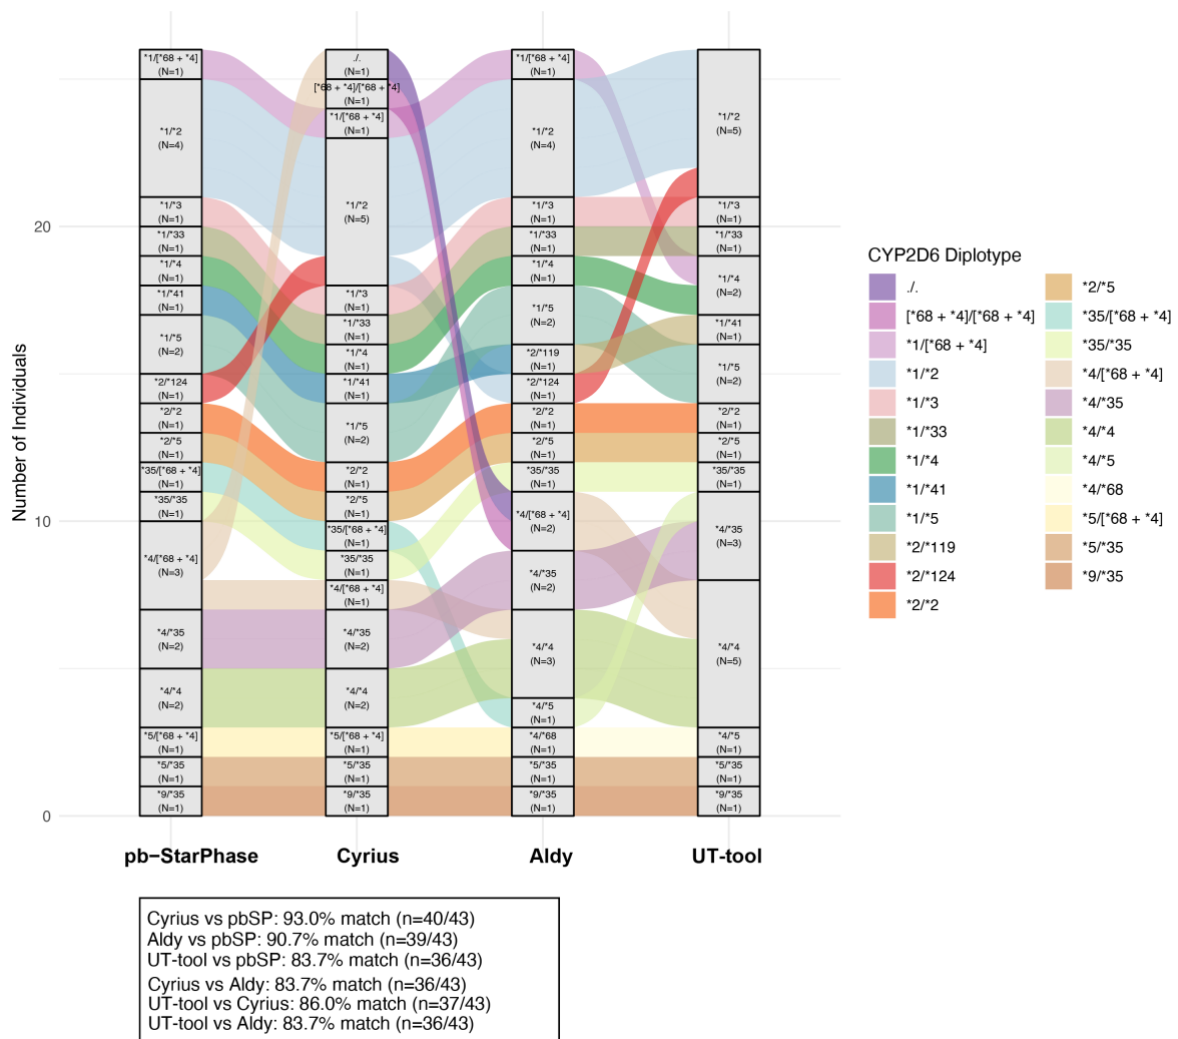 Number of Individuals
20
10
0
*1/[*68 + *4]
(N=1)
*1/*2
(N=4)
*1/*3
(N=1)
*1/*33
(N=1)
*1/*4
(N=1)
*1/*41
(N=1)
*1/*5
(N=2)
*2/*124
(N=1)
*2/*2
(N=1)
*2/*5
(N=1)
*35/[*68 + *4]
(N=1)
*35/*35
(N=1)
*4/[*68 + *4]
(N=3)
*4/*35
(N=2)
*4/*4
(N=2)
*5/[*68 + *4]
(N=1)
*5/*35
(N=1)
*9/*35
(N=1)
pb−StarPhase
./.
(N=1)
[*68 + *4]/[*68 + *4]
(N=1)
*1/[*68 + *4]
(N=1)
*1/*2
(N=5)
*1/*3
(N=1)
*1/*33
(N=1)
*1/*4
(N=1)
*1/*41
(N=1)
*1/*5
(N=2)
*2/*2
(N=1)
*2/*5
(N=1)
*35/[*68 + *4]
(N=1)
*35/*35
(N=1)
*4/[*68 + *4]
(N=1)
*4/*35
(N=2)
*4/*4
(N=2)
*5/[*68 + *4]
(N=1)
*5/*35
(N=1)
*9/*35
(N=1)
Cyrius
*1/[*68 + *4]
(N=1)
*1/*2
(N=4)
*1/*3
(N=1)
*1/*33
(N=1)
*1/*4
(N=1)
*1/*5
(N=2)
*2/*119
(N=1)
*2/*124
(N=1)
*2/*2
(N=1)
*2/*5
(N=1)
*35/*35
(N=1)
*4/[*68 + *4]
(N=2)
*4/*35
(N=2)
*4/*4
(N=3)
*4/*5
(N=1)
*4/*68
(N=1)
*5/*35
(N=1)
*9/*35
(N=1)
Aldy
*1/*2
(N=5)
*1/*3
(N=1)
*1/*33
(N=1)
*1/*4
(N=2)
*1/*41
(N=1)
*1/*5
(N=2)
*2/*2
(N=1)
*2/*5
(N=1)
*35/*35
(N=1)
*4/*35
(N=3)
*4/*4
(N=5)
*4/*5
(N=1)
*5/*35
(N=1)
*9/*35
(N=1)
UT−tool
CYP2D6 Diplotype
./.
[*68 + *4]/[*68 + *4]
*1/[*68 + *4]
*1/*2
*1/*3
*1/*33
*1/*4
*1/*41
*1/*5
*2/*119
*2/*124
*2/*2
*2/*5
*35/[*68 + *4]
*35/*35
*4/[*68 + *4]
*4/*35
*4/*4
*4/*5
*4/*68
*5/[*68 + *4]
*5/*35
*9/*35
Cyrius vs pbSP: 93.0% match (n=40/43)
Aldy vs pbSP: 90.7% match (n=39/43)
UT-tool vs pbSP: 83.7% match (n=36/43)
Cyrius vs Aldy: 83.7% match (n=36/43)
UT-tool vs Cyrius: 86.0% match (n=37/43)
UT-tool vs Aldy: 83.7% match (n=36/43)